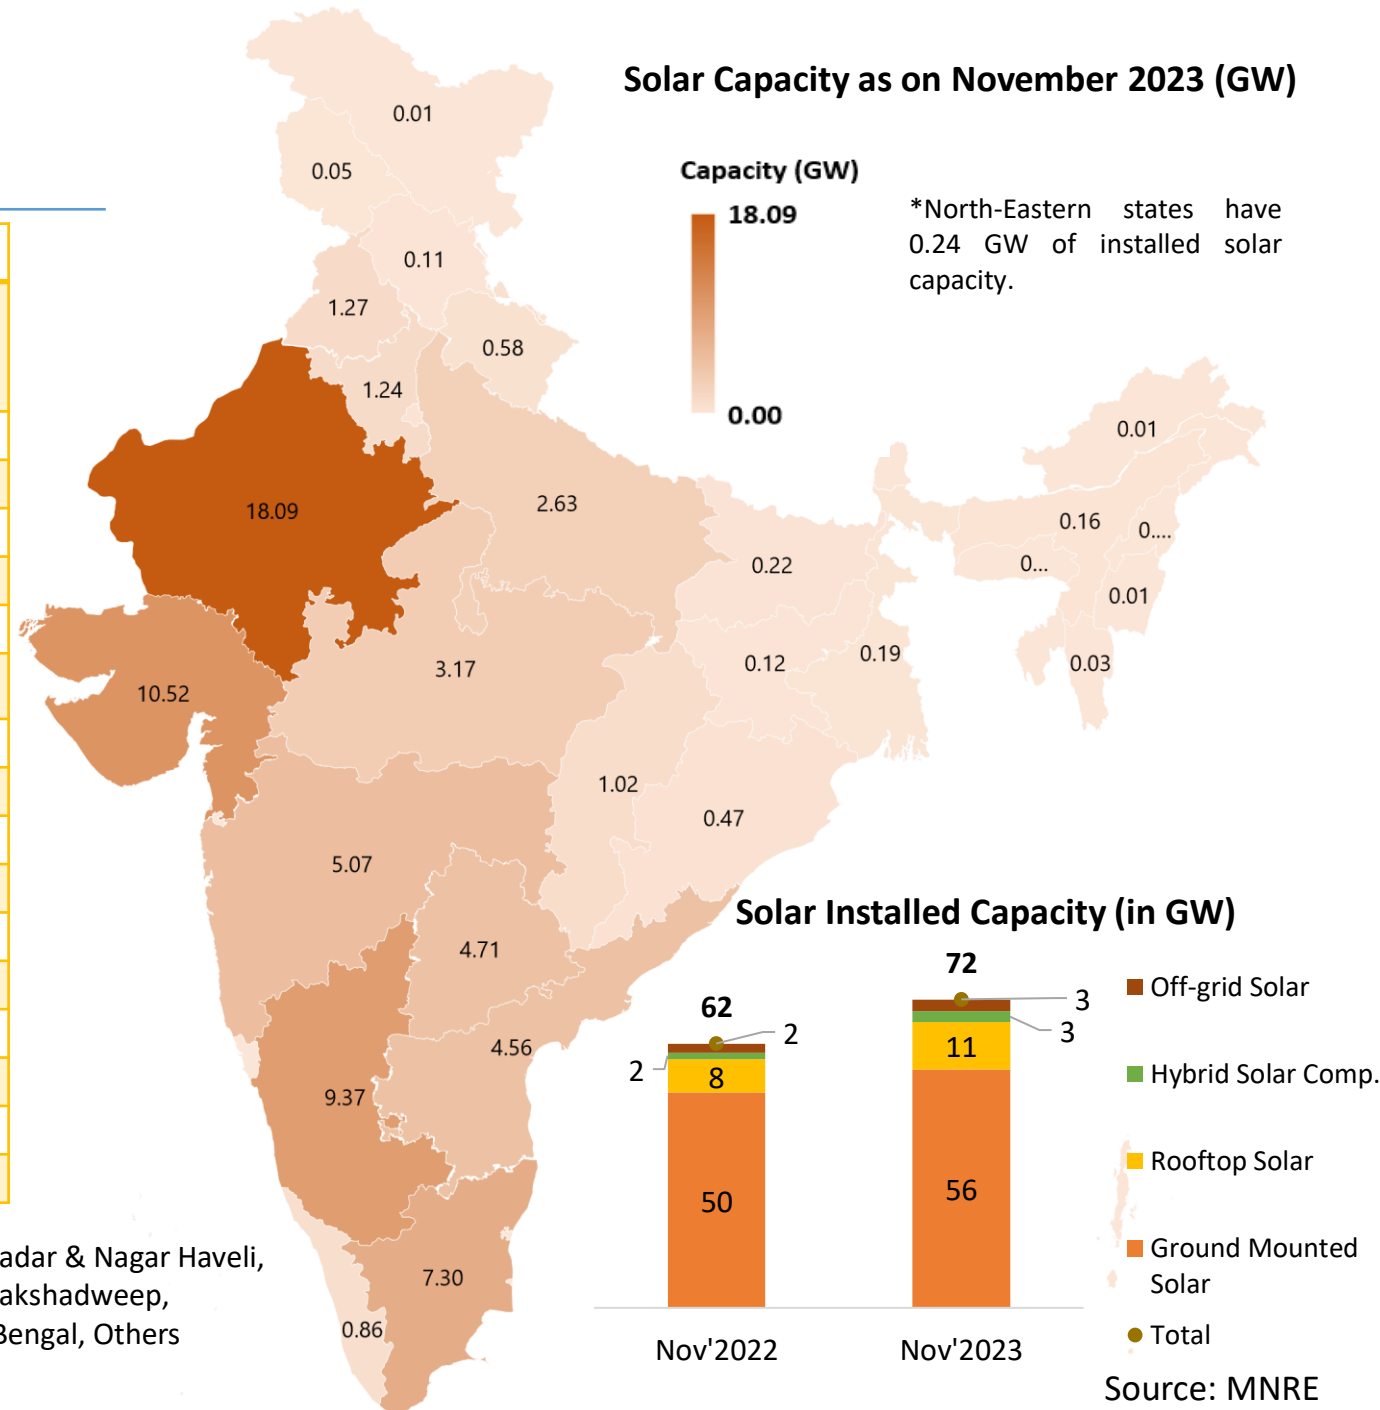 Solar Capacity as on November 2023 (GW)
Capacity (GW)
18.09
0.00
*North-Eastern states have
0.24 GW of installed solar
capacity.
0.01
0.05
0.11
1.27
0.58
1.24
0.01
18.09
2.63
0.16
0....
0.22
0...
0.01
0.12
0.19
0.03
3.17
10.52
1.02
0.47
5.07
4.71
4.56
9.37
7.30
0.86
Solar Installed Capacity (in GW)
62
2
2
8
50
Nov'2022
72
3
3
11
56
Nov'2023
Off-grid Solar
Hybrid Solar Comp.
Rooftop Solar
Ground Mounted
Solar
Total
Source: MNRE
adar & Nagar Haveli,
akshadweep,
Bengal, Others